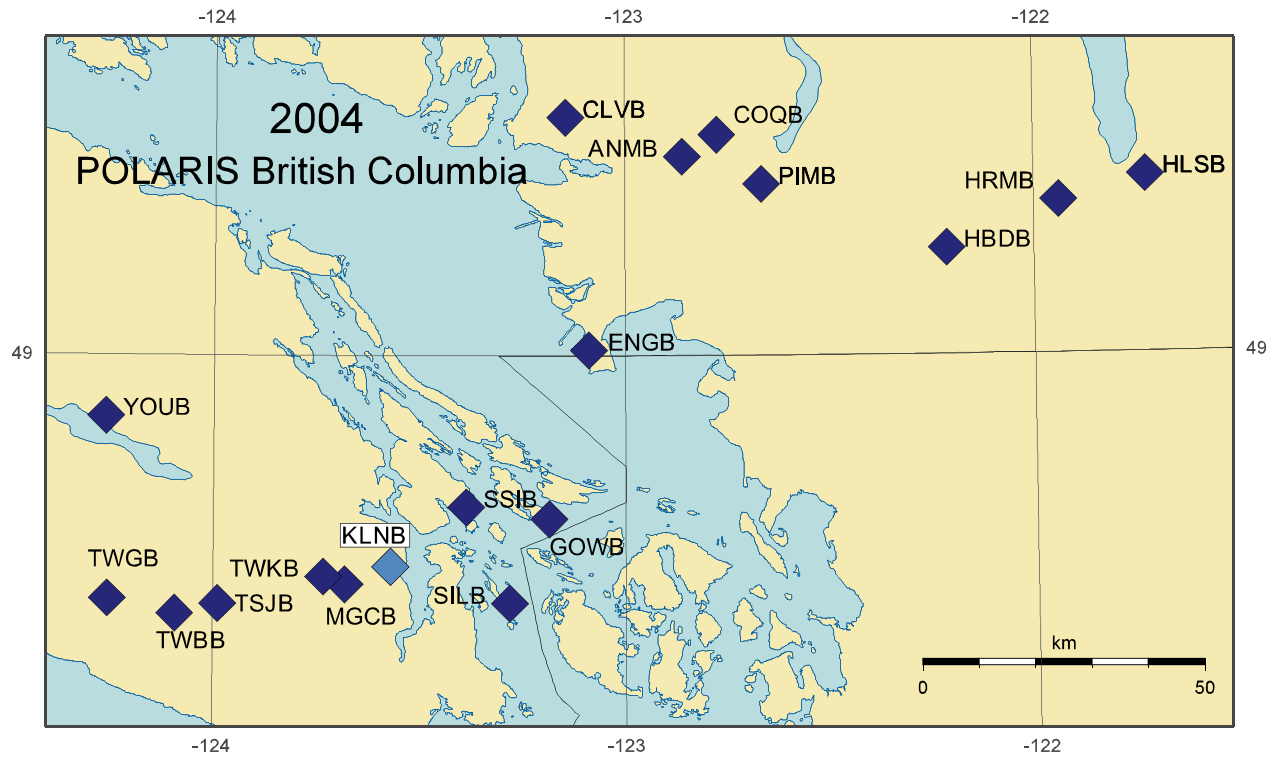 -124 -123 -122
2004
POLARIS British Columbia
CLVB
COQB
ANMB
PIMB
HLSB
HRMB
HBDB
ENGB
49 49
YOUB
SSIB
KLNB
GOWB
TWGB
TWKB
SILB
TSJB
MGCB
TWBB
km
0 50
-124 -123 -122